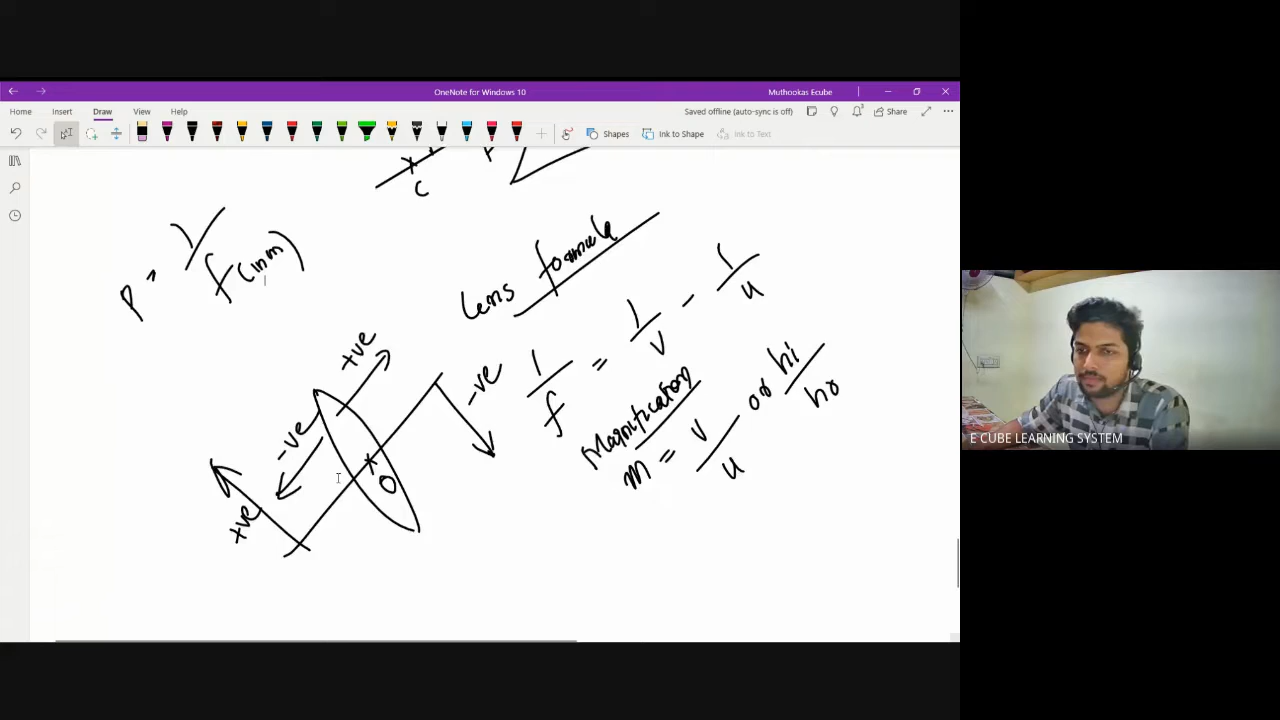 OneNote for Windows 10
Muthookas Ecube
Home Insert Draw View Help
Saved offline (auto-sync is off)
Share
Shapes
Ink to Shape
Ink to Text
C
P = 1/f(in m)
Lens formula
1/f = 1/v - 1/u
Magnification
m = v/u or hi/ho
+ve
-ve
-ve
+ve
O
E CUBE LEARNING SYSTEM